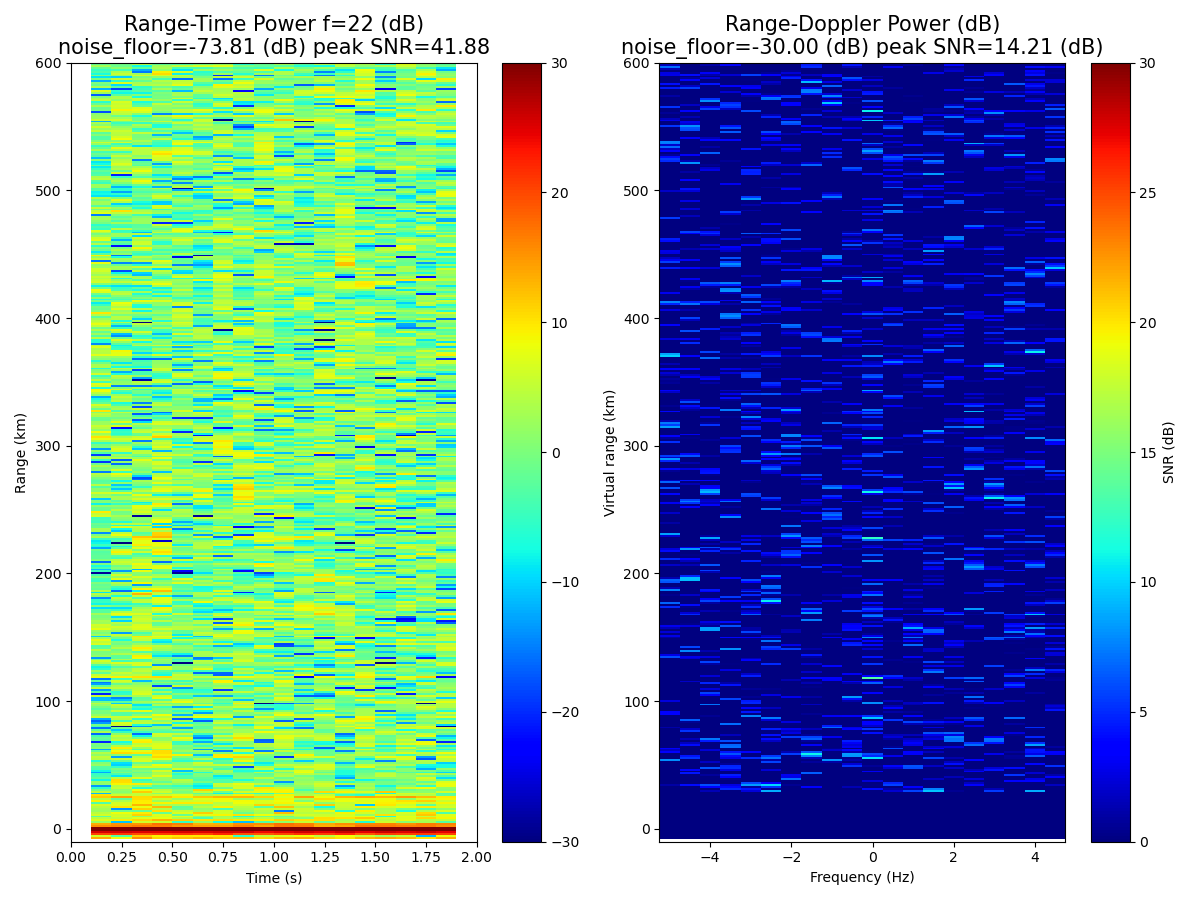 Range-Time Power f=22 (dB)
noise_floor=-73.81 (dB) peak SNR=41.88
600
500
400
300
200
100
0
Range (km)
0.00 0.25 0.50 0.75 1.00 1.25 1.50 1.75 2.00
Time (s)
30
20
10
0
−10
−20
−30
Range-Doppler Power (dB)
noise_floor=-30.00 (dB) peak SNR=14.21 (dB)
600
500
400
300
200
100
0
Virtual range (km)
−4 −2 0 2 4
Frequency (Hz)
30
25
20
15
10
5
0
SNR (dB)